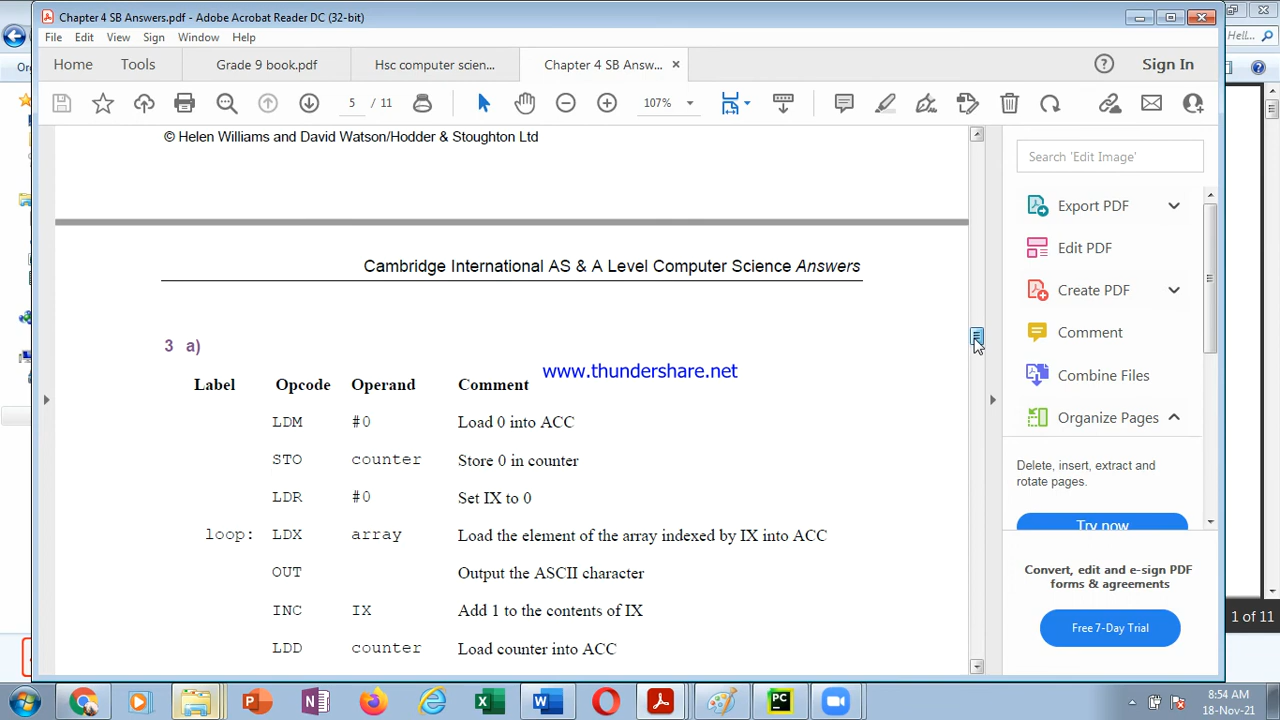 Chapter 4 SB Answers.pdf - Adobe Acrobat Reader DC (32-bit)
File Edit View Sign Window Help
Home Tools Grade 9 book.pdf Hsc computer scien... Chapter 4 SB Answ... × Sign In
5 / 11 107%
© Helen Williams and David Watson/Hodder & Stoughton Ltd
Cambridge International AS & A Level Computer Science Answers
3 a)
www.thundershare.net
Label Opcode Operand Comment
LDM #0 Load 0 into ACC
STO counter Store 0 in counter
LDR #0 Set IX to 0
loop: LDX array Load the element of the array indexed by IX into ACC
OUT Output the ASCII character
INC IX Add 1 to the contents of IX
LDD counter Load counter into ACC
Search 'Edit Image'
Export PDF
Edit PDF
Create PDF
Comment
Combine Files
Organize Pages
Delete, insert, extract and
rotate pages.
Try now
Convert, edit and e-sign PDF
forms & agreements
Free 7-Day Trial
Hell...
Or
1 of 11
8:54 AM
18-Nov-21